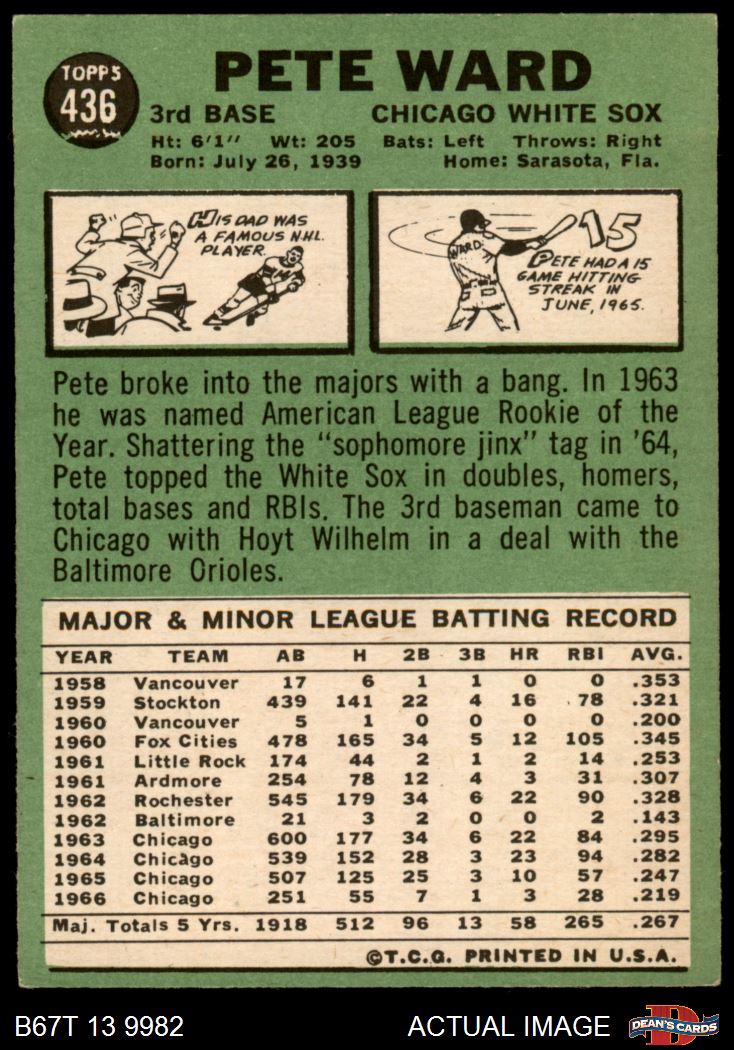 TOPPS
436
PETE WARD
3rd BASE CHICAGO WHITE SOX
Ht: 6'1" Wt: 205 Bats: Left Throws: Right
Born: July 26, 1939 Home: Sarasota, Fla.
HIS DAD WAS
A FAMOUS N.H.L.
PLAYER.
15
WARD
PETE HAD A 15
GAME HITTING
STREAK IN
JUNE, 1965.
Pete broke into the majors with a bang. In 1963
he was named American League Rookie of the
Year. Shattering the "sophomore jinx" tag in '64,
Pete topped the White Sox in doubles, homers,
total bases and RBIs. The 3rd baseman came to
Chicago with Hoyt Wilhelm in a deal with the
Baltimore Orioles.
MAJOR & MINOR LEAGUE BATTING RECORD
YEAR TEAM AB H 2B 3B HR RBI AVG.
1958 Vancouver 17 6 1 1 0 0 .353
1959 Stockton 439 141 22 4 16 78 .321
1960 Vancouver 5 1 0 0 0 0 .200
1960 Fox Cities 478 165 34 5 12 105 .345
1961 Little Rock 174 44 2 1 2 14 .253
1961 Ardmore 254 78 12 4 3 31 .307
1962 Rochester 545 179 34 6 22 90 .328
1962 Baltimore 21 3 2 0 0 2 .143
1963 Chicago 600 177 34 6 22 84 .295
1964 Chicago 539 152 28 3 23 94 .282
1965 Chicago 507 125 25 3 10 57 .247
1966 Chicago 251 55 7 1 3 28 .219
Maj. Totals 5 Yrs. 1918 512 96 13 58 265 .267
©T.C.G. PRINTED IN U.S.A.
B67T 13 9982 ACTUAL IMAGE DEAN'S CARDS